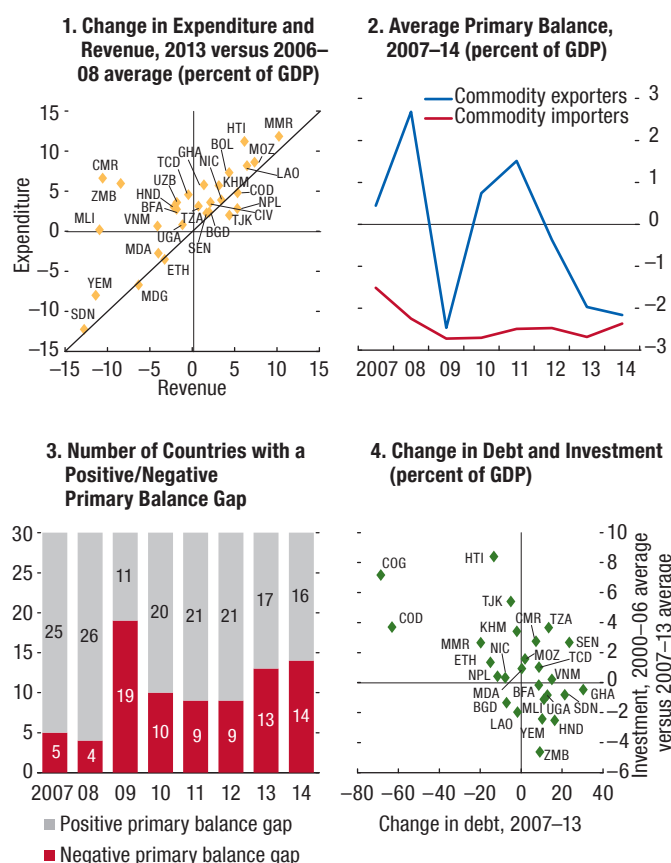 1. Change in Expenditure and
Revenue, 2013 versus 2006–
08 average (percent of GDP)
15
10
5
0
–5
–10
–15
Expenditure
HTI
MMR
BOL
MOZ
GHA
NIC
TCD
CMR
UZB
KHM
LAO
COD
ZMB
HND
NPL
BFA
CIV
MLI
VNM
TZA
TJK
UGA
BGD
SEN
MDA
ETH
YEM
MDG
SDN
–15
–10
–5
0
5
10
15
Revenue
2. Average Primary Balance,
2007–14 (percent of GDP)
Commodity exporters
Commodity importers
3
2
1
0
–1
–2
–3
2007 08 09 10 11 12 13 14
3. Number of Countries with a
Positive/Negative
Primary Balance Gap
30
25
20
15
10
5
0
25
26
11
20
21
21
17
16
5
4
19
10
9
9
13
14
2007 08 09 10 11 12 13 14
Positive primary balance gap
Negative primary balance gap
4. Change in Debt and Investment
(percent of GDP)
10
8
6
4
2
0
–2
–4
–6
Investment, 2000–06 average
versus 2007–13 average
COG
HTI
TJK
COD
KHM
CMR
TZA
MMR
NIC
SEN
ETH
MOZ
TCD
NPL
VNM
MDA
BFA
GHA
BGD
MLI
UGA
SDN
LAO
YEM
HND
ZMB
–80 –60 –40 –20 0 20 40
Change in debt, 2007–13